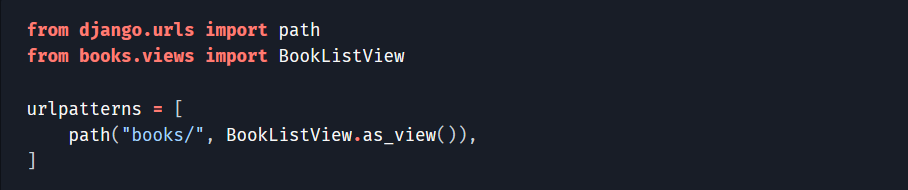 from django.urls import path
from books.views import BookListView

urlpatterns = [
    path("books/", BookListView.as_view()),
]